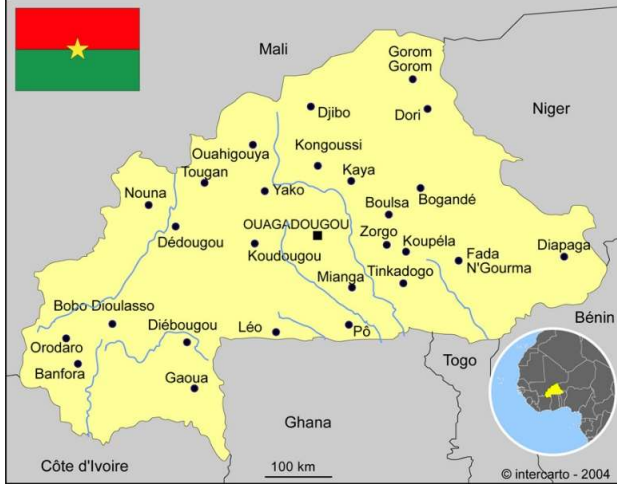 Mali
Gorom
Gorom
Niger
Djibo
Dori
Ouahigouya
Kongoussi
Tougan
Kaya
Nouna
Yako
Bogandé
Boulsa
OUAGADOUGOU
Dédougou
Zorgo
Koupéla
Koudougou
Fada
N'Gourma
Diapaga
Mianga
Tinkadogo
Bobo Dioulasso
Diébougou
Léo
Pô
Bénin
Orodaro
Banfora
Togo
Gaoua
Ghana
Côte d'Ivoire
100 km
© intercarto - 2004